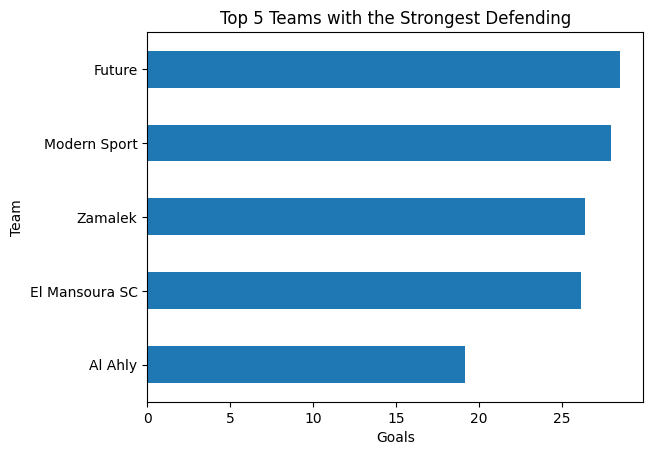 Top 5 Teams with the Strongest Defending
Team
Future
Modern Sport
Zamalek
El Mansoura SC
Al Ahly
0 5 10 15 20 25
Goals